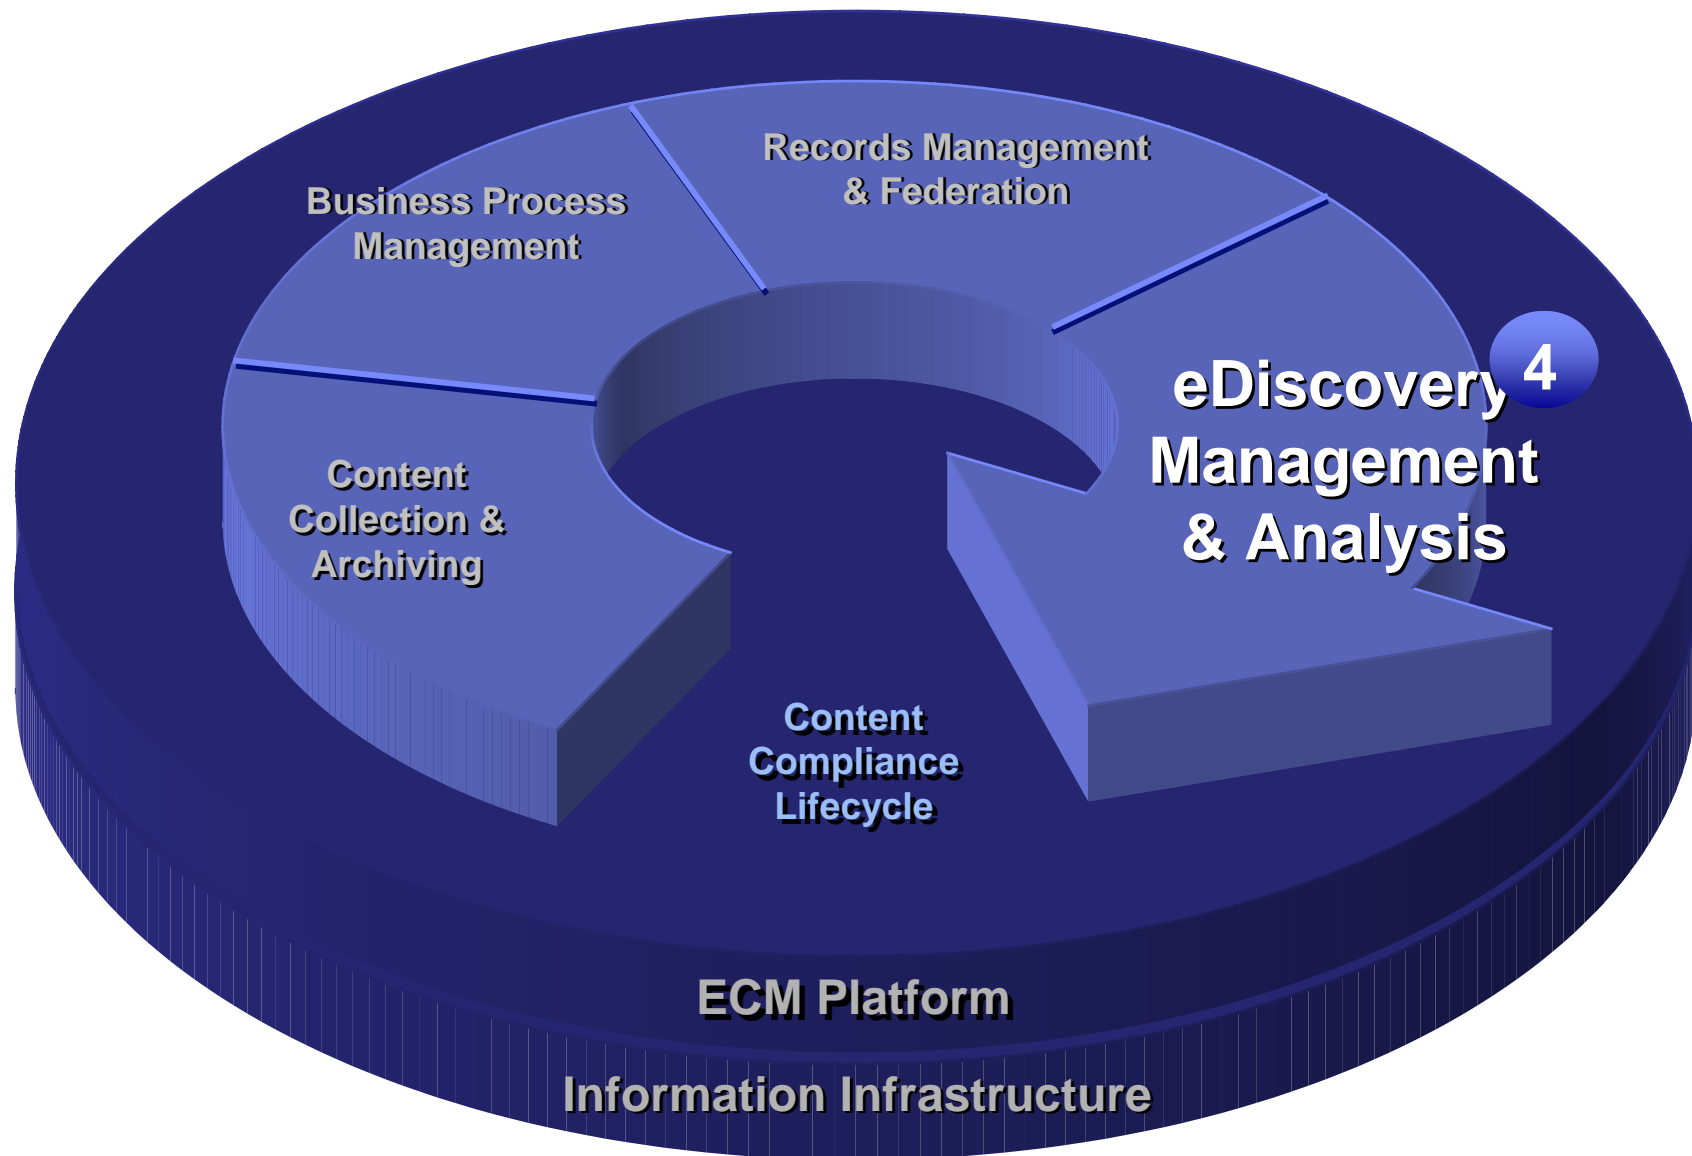 Records Management
& Federation
Business Process
Management
4
eDiscovery
Management
& Analysis
Content
Collection &
Archiving
Content
Compliance
Lifecycle
ECM Platform
Information Infrastructure